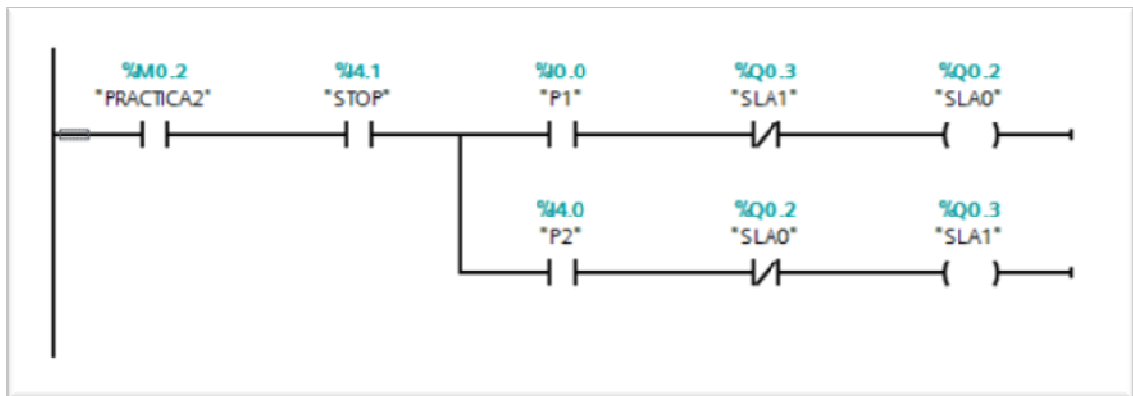 %M0.2 %I4.1 %I0.0 %Q0.3 %Q0.2
"PRACTICA2" "STOP" "P1" "SLA1" "SLA0"
%I4.0 %Q0.2 %Q0.3
"P2" "SLA0" "SLA1"